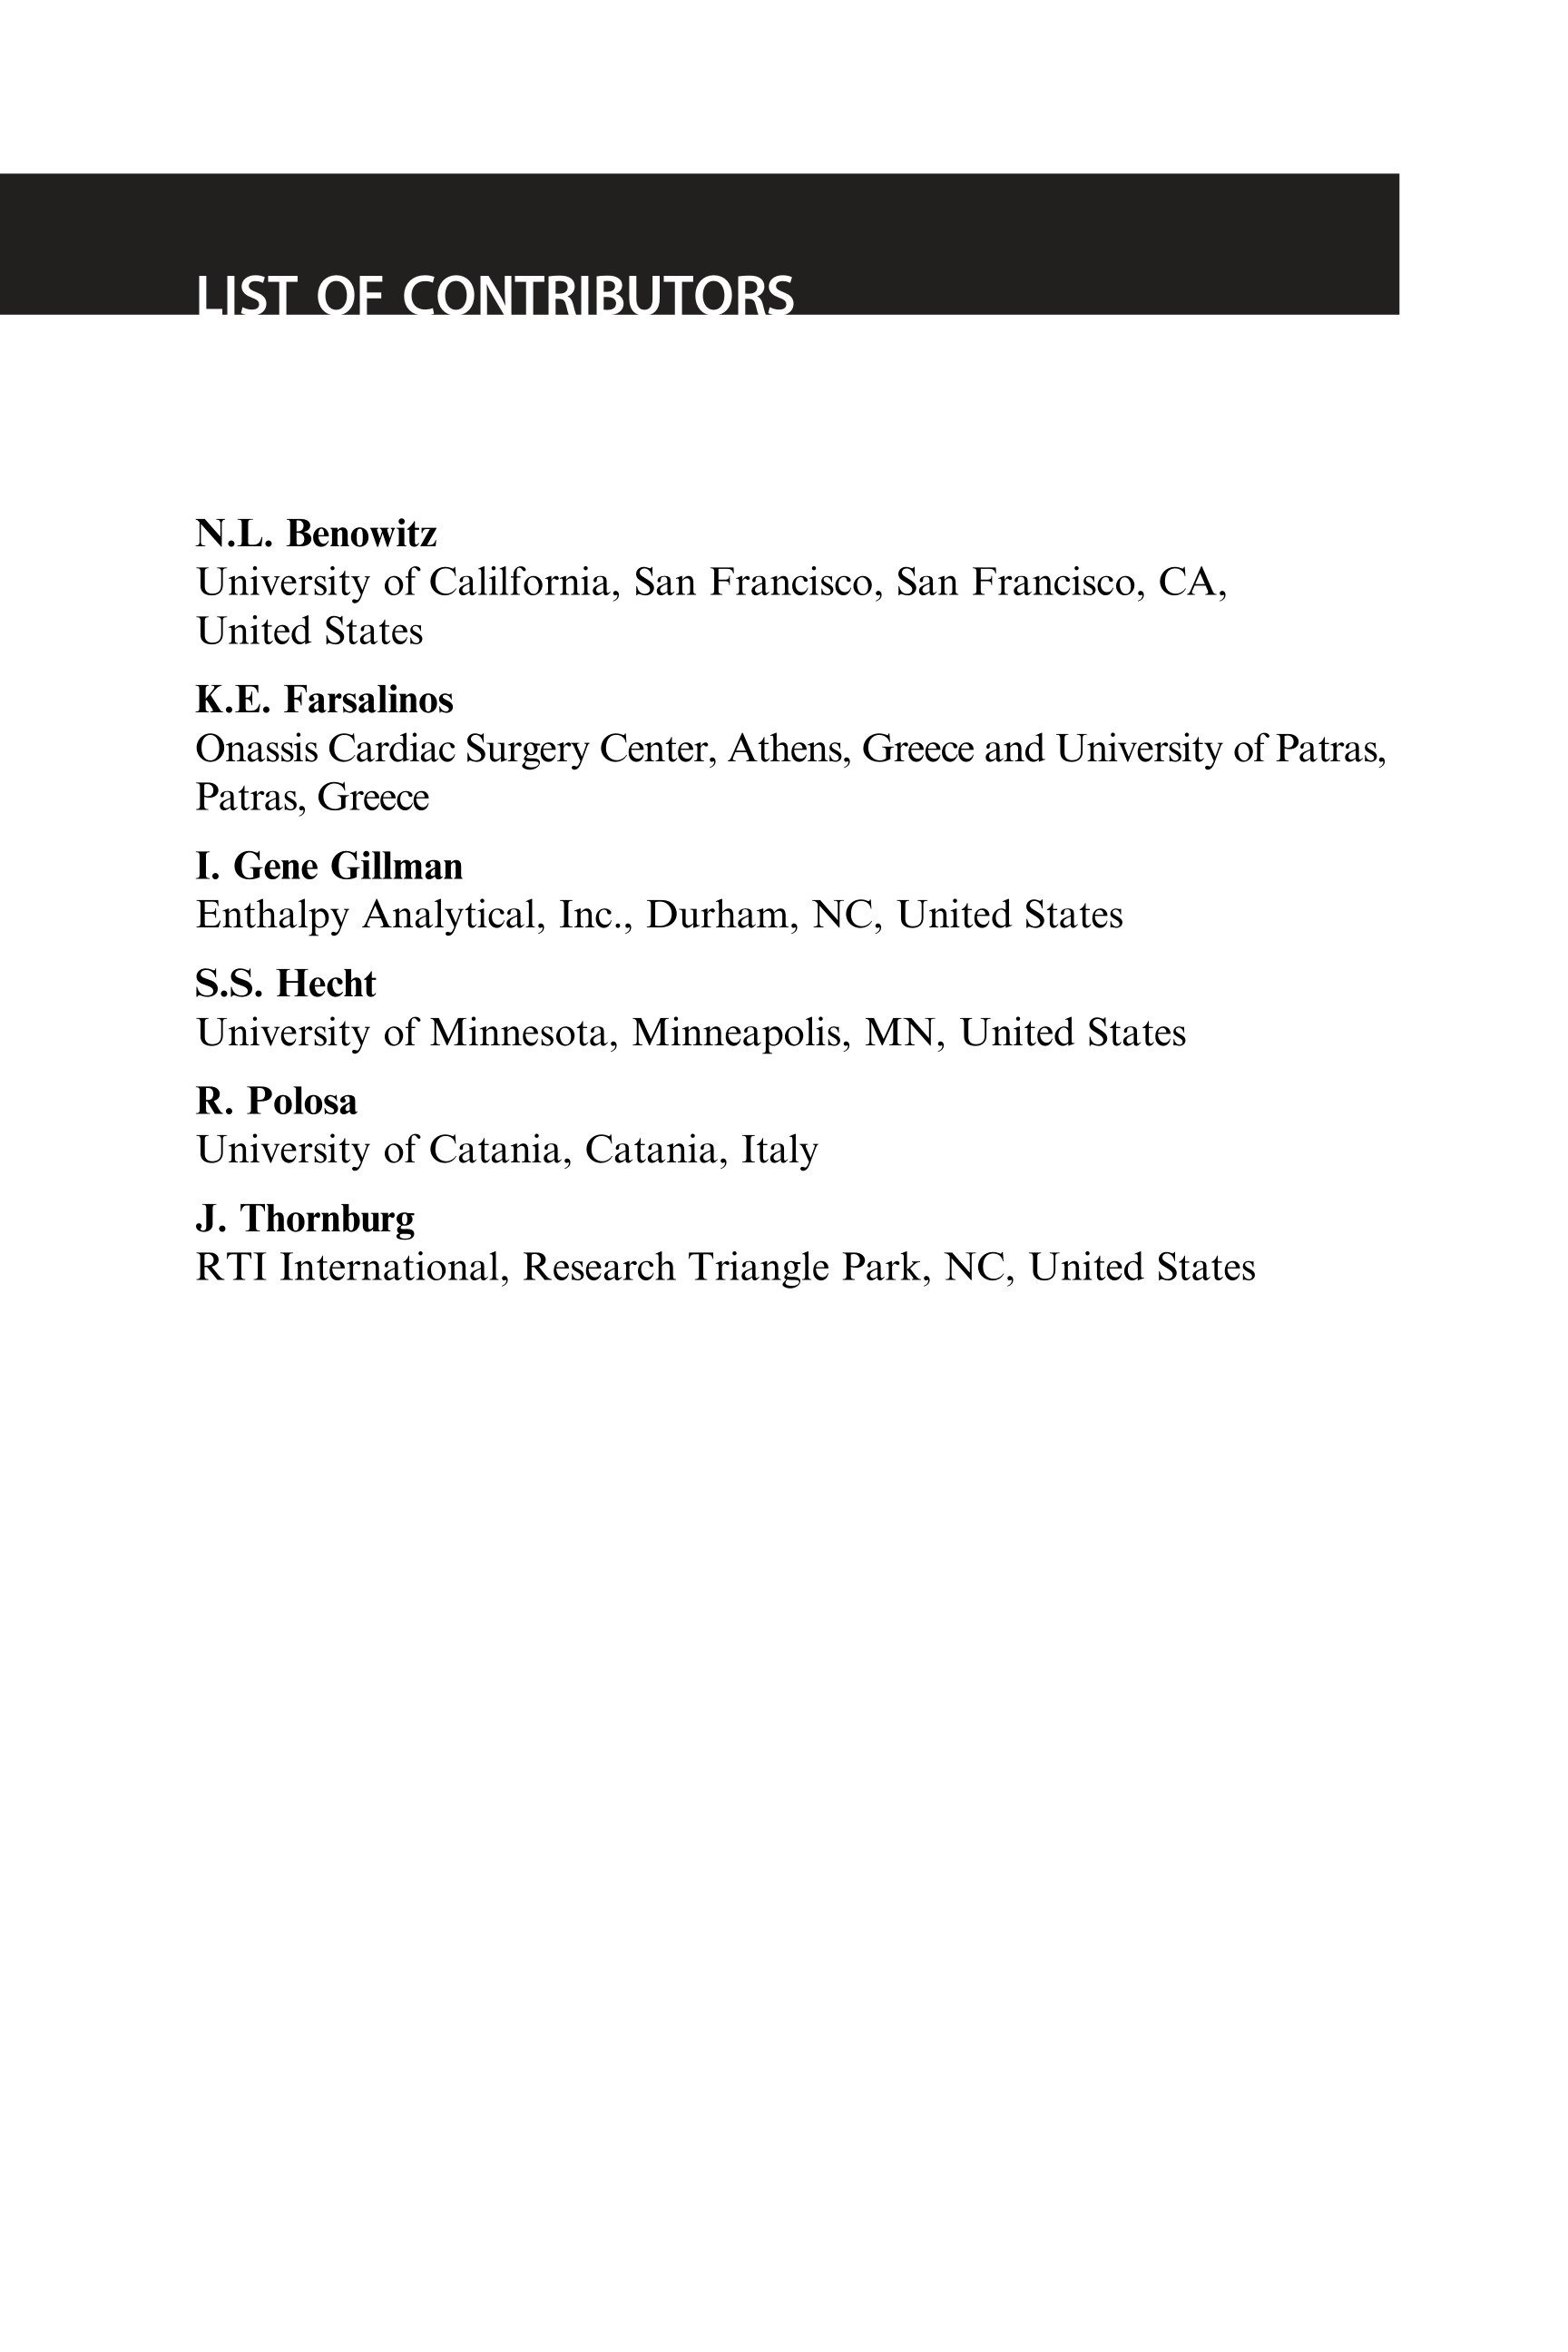 LIST OF CONTRIBUTORS
N.L. Benowitz
University of Calilfornia, San Francisco, San Francisco, CA,
United States
K.E. Farsalinos
Onassis Cardiac Surgery Center, Athens, Greece and University of Patras,
Patras, Greece
I. Gene Gillman
Enthalpy Analytical, Inc., Durham, NC, United States
S.S. Hecht
University of Minnesota, Minneapolis, MN, United States
R. Polosa
University of Catania, Catania, Italy
J. Thornburg
RTI International, Research Triangle Park, NC, United States